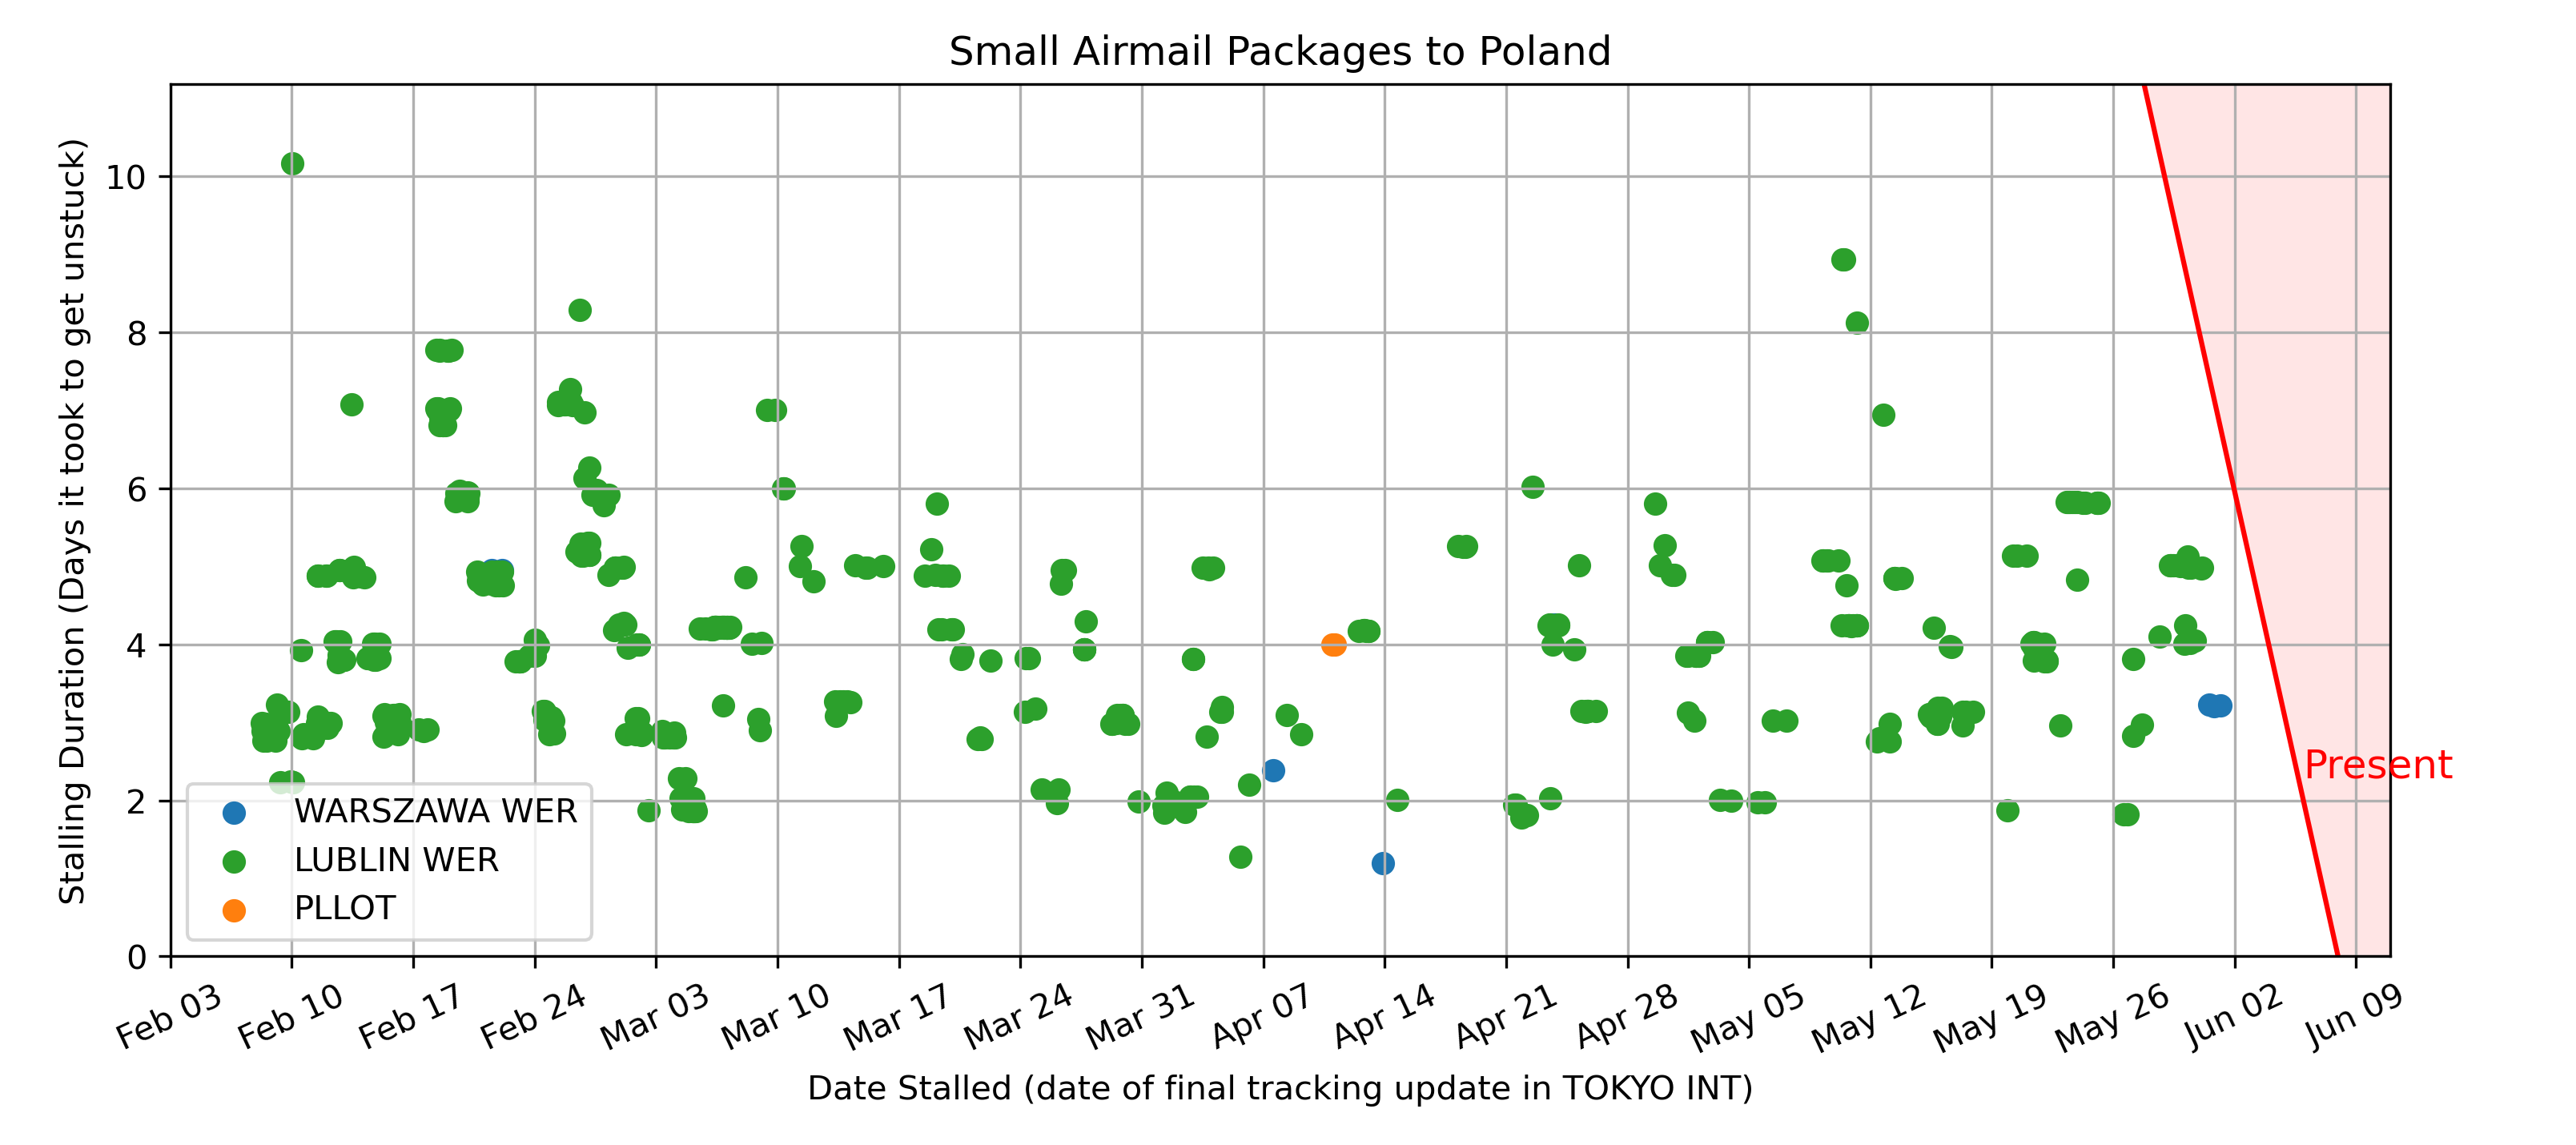 Small Airmail Packages to Poland
Stalling Duration (Days it took to get unstuck)
10
8
6
4
2
0
Present
WARSZAWA WER
LUBLIN WER
PLLOT
Feb 03
Feb 10
Feb 17
Feb 24
Mar 03
Mar 10
Mar 17
Mar 24
Mar 31
Apr 07
Apr 14
Apr 21
Apr 28
May 05
May 12
May 19
May 26
Jun 02
Jun 09
Date Stalled (date of final tracking update in TOKYO INT)